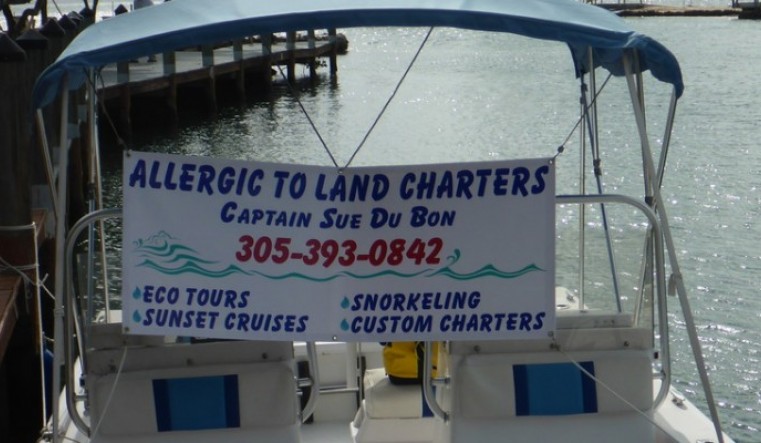 ALLERGIC TO LAND CHARTERS
CAPTAIN SUE DU BON
305-393-0842
ECO TOURS
SUNSET CRUISES
SNORKELING
CUSTOM CHARTERS